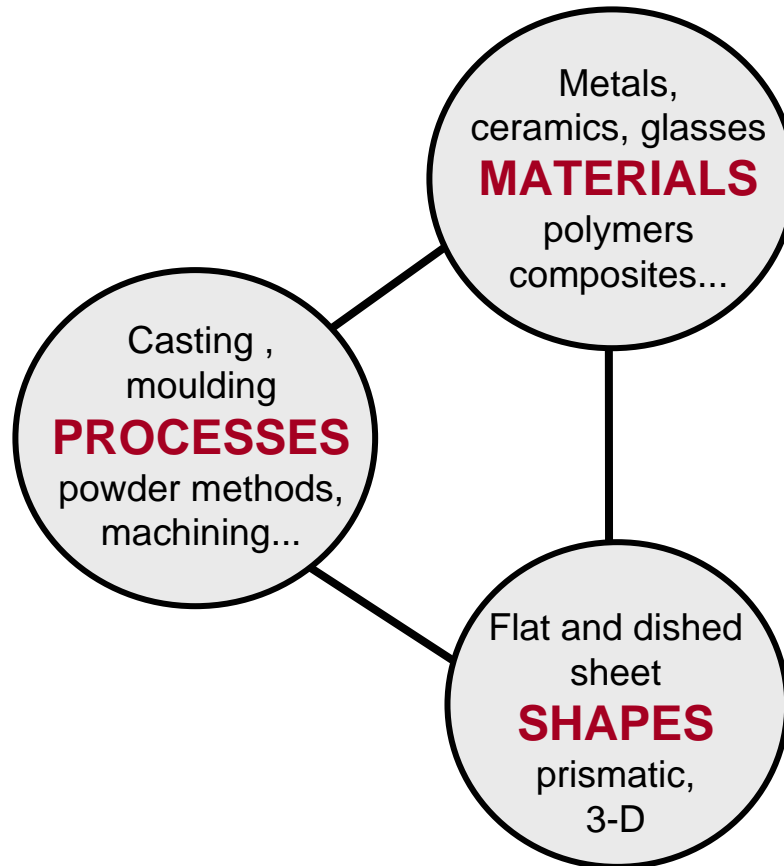 Metals,
ceramics, glasses
MATERIALS
polymers
composites...
Casting ,
moulding
PROCESSES
powder methods,
machining...
Flat and dished
sheet
SHAPES
prismatic,
3-D